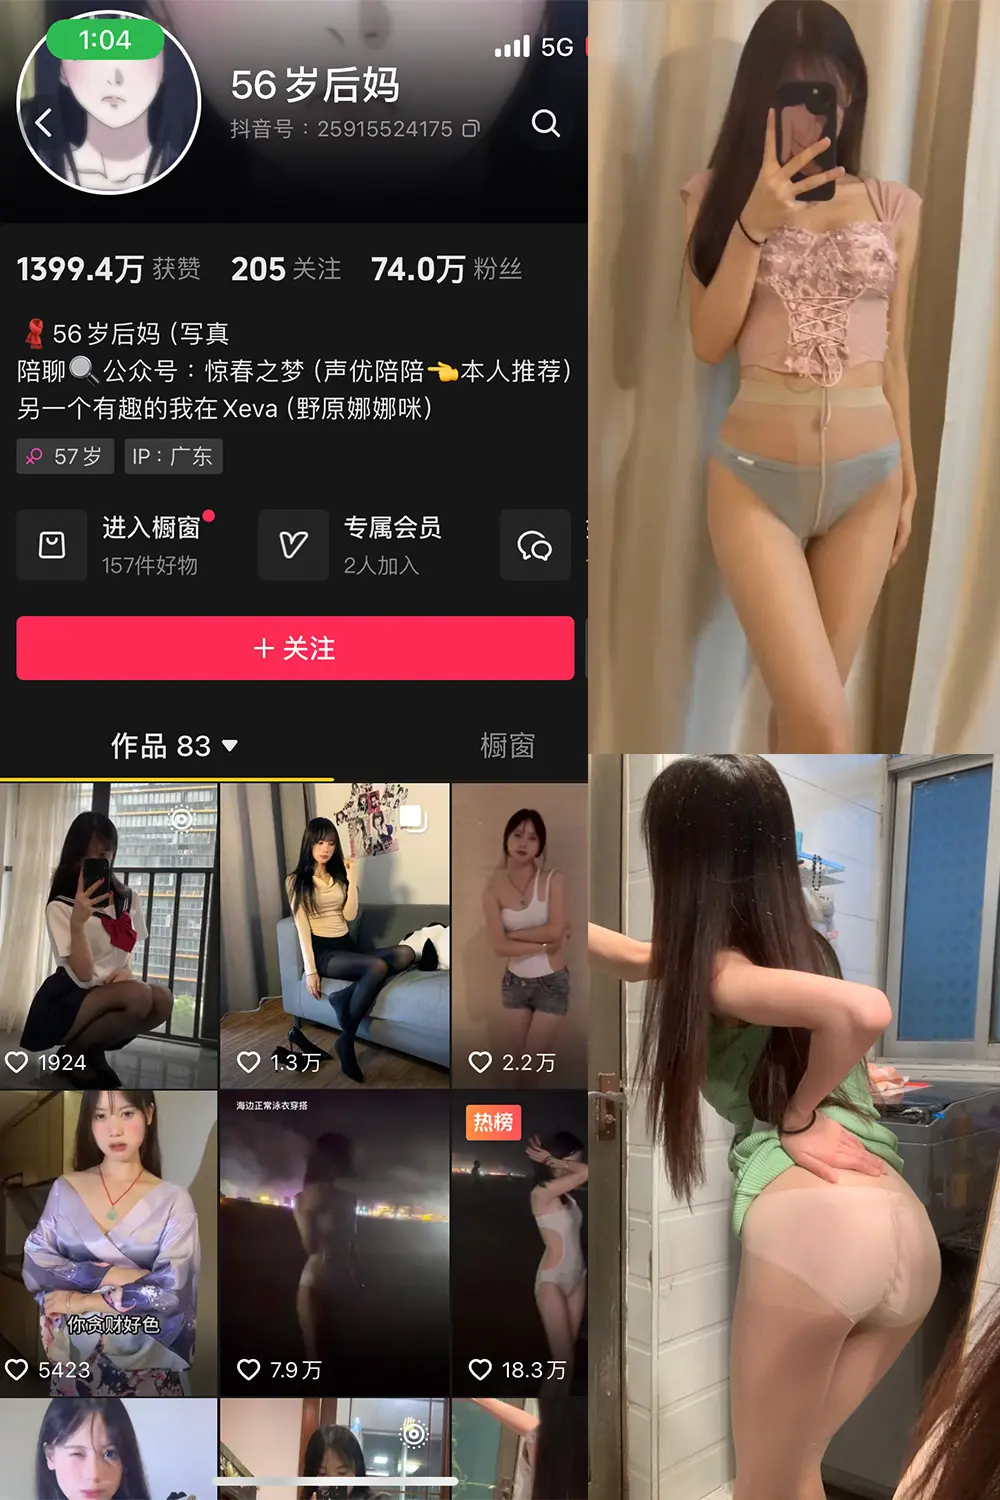 1:04
5G
56岁后妈
抖音号：25915524175
1399.4万 获赞 205 关注 74.0万 粉丝
56岁后妈（写真
陪聊🔍公众号：惊春之梦（声优陪陪👈本人推荐）
另一个有趣的我在Xeva（野原娜娜咪）
57岁 IP：广东
进入橱窗 专属会员
157件好物 2人加入
＋关注
作品 83 橱窗
1924 1.3万 2.2万
海边正常泳衣穿搭
热榜
你贪财好色
5423 7.9万 18.3万